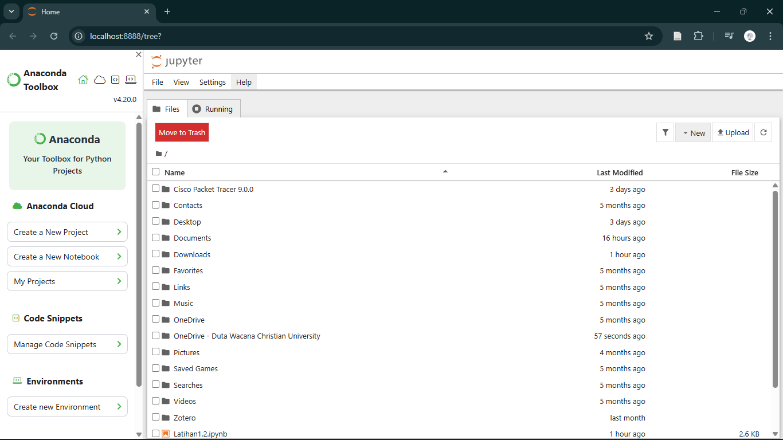 Home
localhost:8888/tree?
Anaconda
Toolbox
v4.20.0
Anaconda
Your Toolbox for Python
Projects
Anaconda Cloud
Create a New Project
Create a New Notebook
My Projects
Code Snippets
Manage Code Snippets
Environments
Create new Environment
jupyter
File View Settings Help
Files Running
Move to Trash New Upload
/
Name Last Modified File Size
Cisco Packet Tracer 9.0.0 3 days ago
Contacts 5 months ago
Desktop 3 days ago
Documents 16 hours ago
Downloads 1 hour ago
Favorites 5 months ago
Links 5 months ago
Music 5 months ago
OneDrive 5 months ago
OneDrive - Duta Wacana Christian University 57 seconds ago
Pictures 4 months ago
Saved Games 5 months ago
Searches 5 months ago
Videos 5 months ago
Zotero last month
Latihan1.2.ipynb 1 hour ago 2.6 KB